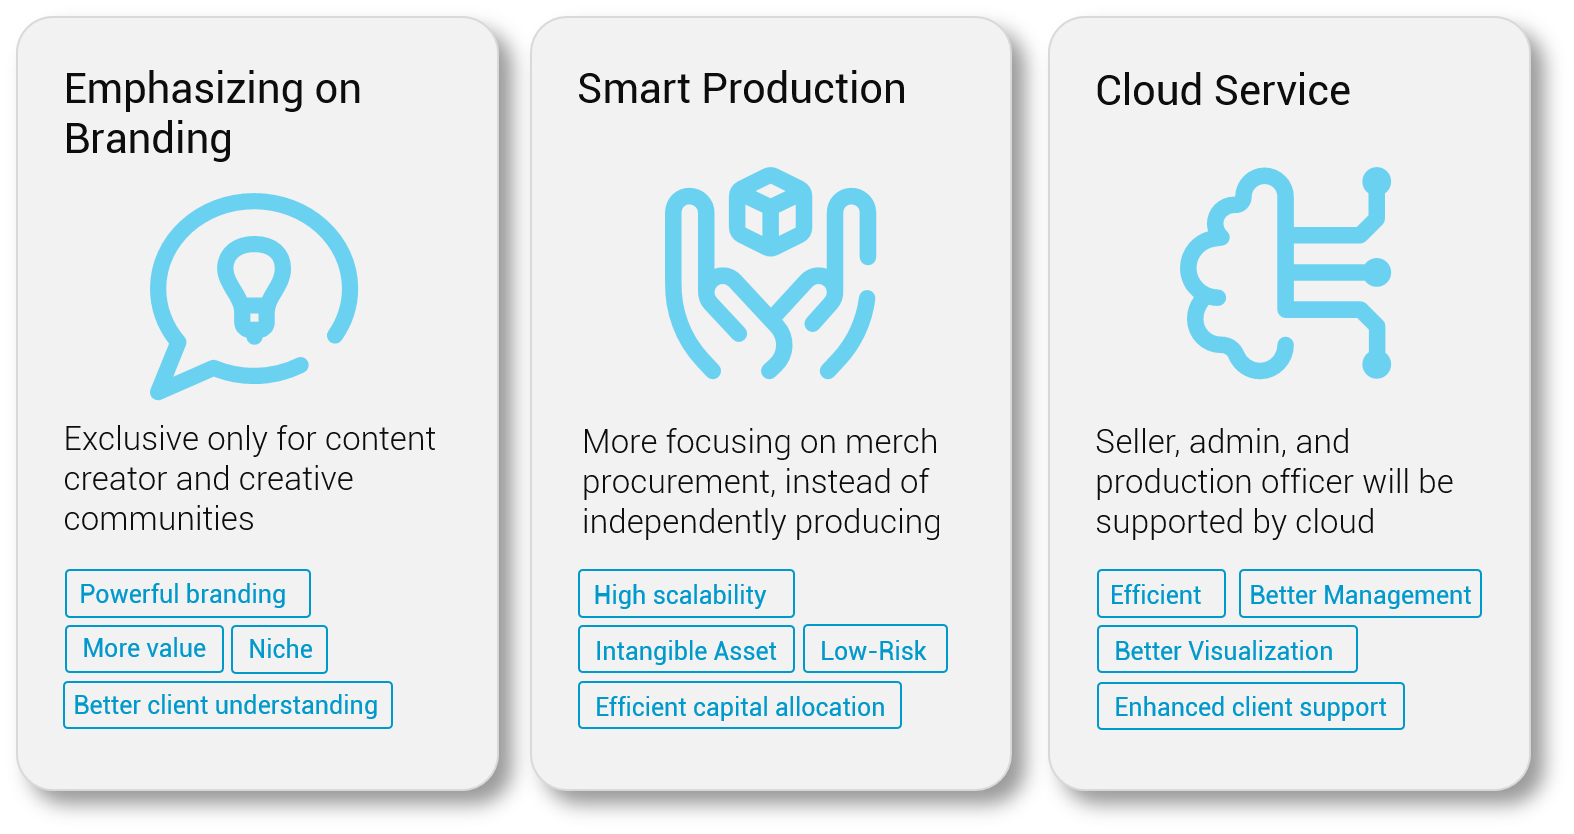 Emphasizing on
Branding
Exclusive only for content
creator and creative
communities
Powerful branding
More value
Niche
Better client understanding
Smart Production
More focusing on merch
procurement, instead of
independently producing
High scalability
Intangible Asset
Low-Risk
Efficient capital allocation
Cloud Service
Seller, admin, and
production officer will be
supported by cloud
Efficient
Better Management
Better Visualization
Enhanced client support